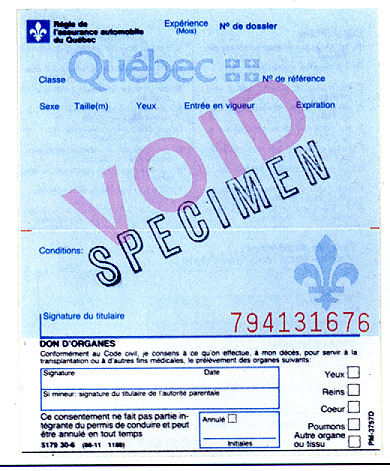 Régie de
l'assurance automobile
du Québec
Expérience
(Mois)
Nº de dossier
Classe
Québec
Nº de référence
Sexe Taille(m) Yeux Entrée en vigueur Expiration
VOID
SPECIMEN
Conditions:
Signature du titulaire
794131676
DON D'ORGANES
Conformément au Code civil, je consens à ce qu'on effectue, à mon décès, pour servir à la
transplantation ou à d'autres fins médicales, le prélèvement des organes suivants:
Signature Date
Si mineur: signature du titulaire de l'autorité parentale
Yeux
Reins
Coeur
Poumons
Autre organe
ou tissu
Ce consentement ne fait pas partie in-
tégrante du permis de conduire et peut
être annulé en tout temps
Annulé
Initiales
5179 30-6 (86-11 1188)
PM-3757D